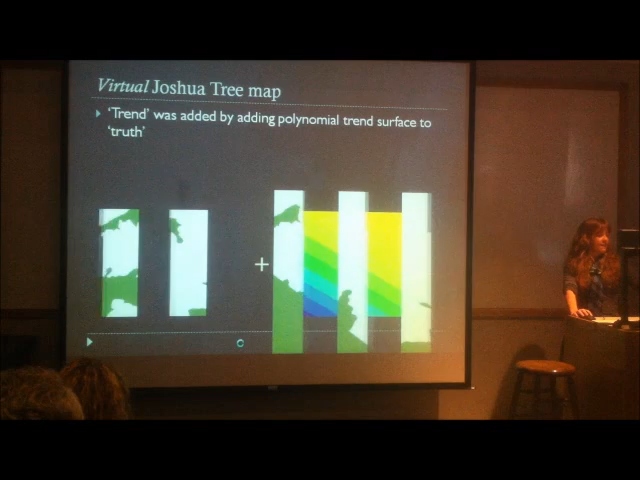 Virtual Joshua Tree map
‘Trend’ was added by adding polynomial trend surface to
‘truth’
+